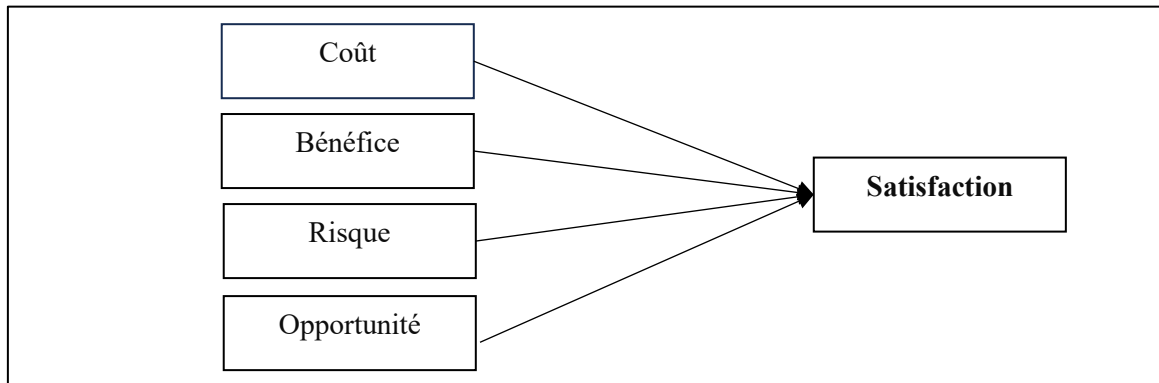 Coût
Bénéfice
Risque
Opportunité
Satisfaction